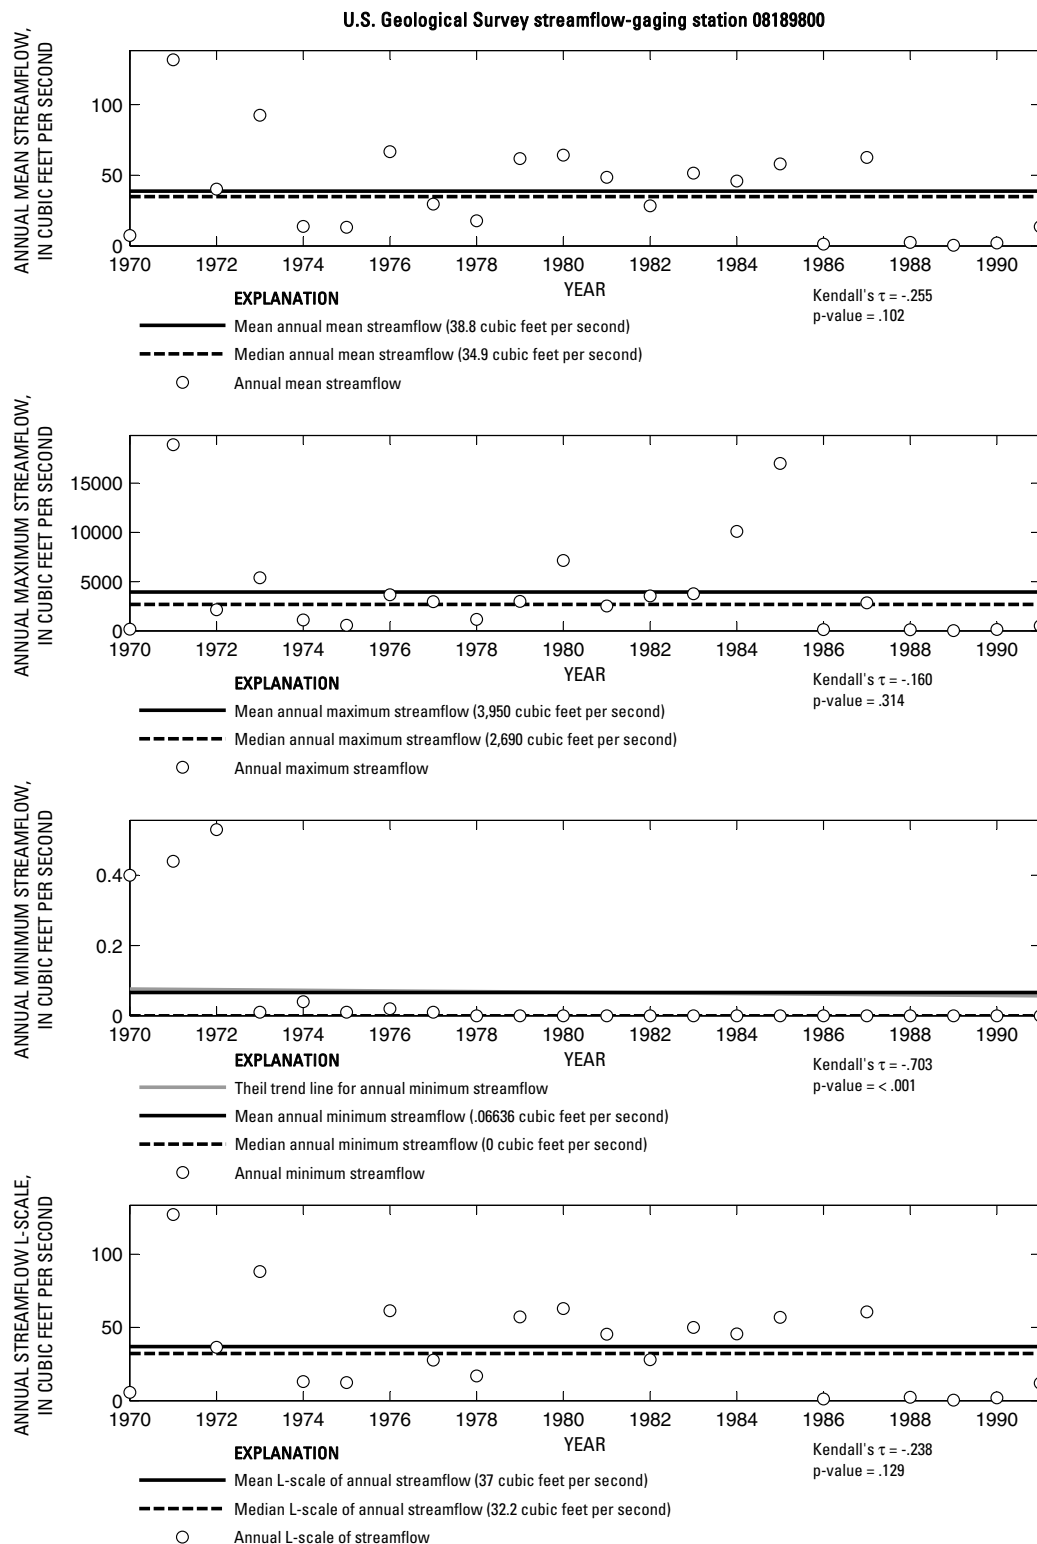 U.S. Geological Survey streamflow-gaging station 08189800
ANNUAL MEAN STREAMFLOW,
IN CUBIC FEET PER SECOND
100
50
0
1970 1972 1974 1976 1978 1980 1982 1984 1986 1988 1990
YEAR
EXPLANATION
Mean annual mean streamflow (38.8 cubic feet per second)
Median annual mean streamflow (34.9 cubic feet per second)
Annual mean streamflow
Kendall's τ = -.255
p-value = .102
ANNUAL MAXIMUM STREAMFLOW,
IN CUBIC FEET PER SECOND
15000
10000
5000
0
1970 1972 1974 1976 1978 1980 1982 1984 1986 1988 1990
YEAR
EXPLANATION
Mean annual maximum streamflow (3,950 cubic feet per second)
Median annual maximum streamflow (2,690 cubic feet per second)
Annual maximum streamflow
Kendall's τ = -.160
p-value = .314
ANNUAL MINIMUM STREAMFLOW,
IN CUBIC FEET PER SECOND
0.4
0.2
0
1970 1972 1974 1976 1978 1980 1982 1984 1986 1988 1990
YEAR
EXPLANATION
Theil trend line for annual minimum streamflow
Mean annual minimum streamflow (.06636 cubic feet per second)
Median annual minimum streamflow (0 cubic feet per second)
Annual minimum streamflow
Kendall's τ = -.703
p-value = < .001
ANNUAL STREAMFLOW L-SCALE,
IN CUBIC FEET PER SECOND
100
50
0
1970 1972 1974 1976 1978 1980 1982 1984 1986 1988 1990
YEAR
EXPLANATION
Mean L-scale of annual streamflow (37 cubic feet per second)
Median L-scale of annual streamflow (32.2 cubic feet per second)
Annual L-scale of streamflow
Kendall's τ = -.238
p-value = .129